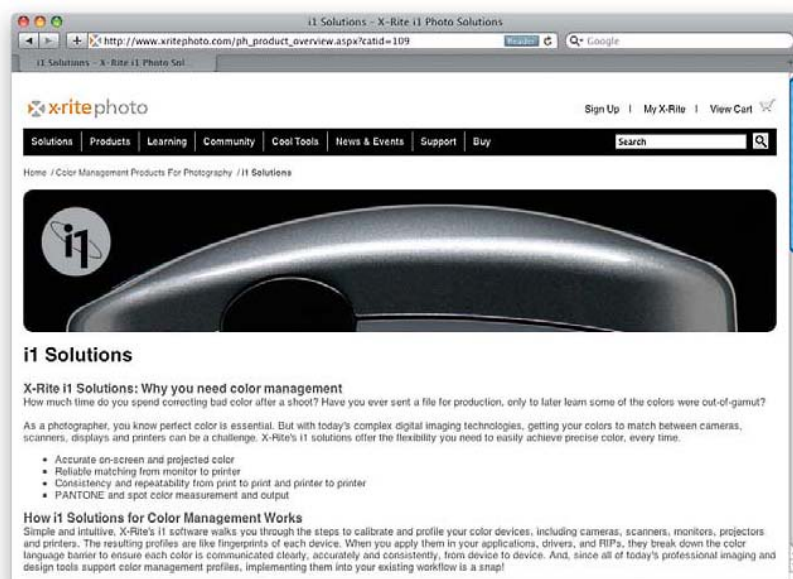 i1 Solutions – X-Rite i1 Photo Solutions
http://www.xritephoto.com/ph_product_overview.aspx?catid=109
Reader
Google
i1 Solutions – X-Rite i1 Photo Sol...
x·rite photo
Sign Up | My X-Rite | View Cart
Solutions | Products | Learning | Community | Cool Tools | News & Events | Support | Buy
Search
Home / Color Management Products For Photography / i1 Solutions
i1
i1 Solutions
X-Rite i1 Solutions: Why you need color management
How much time do you spend correcting bad color after a shoot? Have you ever sent a file for production, only to later learn some of the colors were out-of-gamut?
As a photographer, you know perfect color is essential. But with today's complex digital imaging technologies, getting your colors to match between cameras,
scanners, displays and printers can be a challenge. X-Rite's i1 solutions offer the flexibility you need to easily achieve precise color, every time.
• Accurate on-screen and projected color
• Reliable matching from monitor to printer
• Consistency and repeatability from print to print and printer to printer
• PANTONE and spot color measurement and output
How i1 Solutions for Color Management Works
Simple and intuitive, X-Rite's i1 software walks you through the steps to calibrate and profile your color devices, including cameras, scanners, monitors, projectors
and printers. The resulting profiles are like fingerprints of each device. When you apply them in your applications, drivers, and RIPs, they break down the color
language barrier to ensure each color is communicated clearly, accurately and consistently, from device to device. And, since all of today's professional imaging and
design tools support color management profiles, implementing them into your existing workflow is a snap!